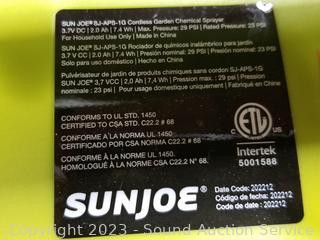 SUN JOE® SJ-APS-1G Cordless Garden Chemical Sprayer
3.7V DC | 2.0 Ah | 7.4 Wh | Max. Pressure: 29 PSI | Rated Pressure: 23 PSI
For Household Use Only | Made in China
SUN JOE® SJ-APS-1G Rociador de químicos inalámbrico para jardín
3.7V DC | 2.0 Ah | 7.4 Wh | Presión máxima: 29 PSI | Presión nominal: 23 PSI
Solo para uso doméstico | Hecho en China
Pulvérisateur de jardin de produits chimiques sans cordon SJ-APS-1G
SUN JOE® 3,7 V CC | 2,0 Ah | 7,4 Wh | Pression max. : 29 PSI | Pression
nominale : 23 PSI | Pour usage domestique uniquement | Fabriqué en Chine
CONFORMS TO UL STD. 1450
CERTIFIED TO CSA STD. C22.2 # 68
CONFORME A LA NORMA UL 1450.
CERTIFICADO POR CSA NORMA C22.2 # 68
CONFORME À LA NORME UL 1450.
HOMOLOGUÉ À LA NORME CSA C22.2 N° 68.
ETL
CM
LISTED
US
Intertek
5001588
SUNJOE®
Date Code: 202212
Código de fecha: 202212
Code de date: 202212
Copyright 2023 - Sound Auction Service